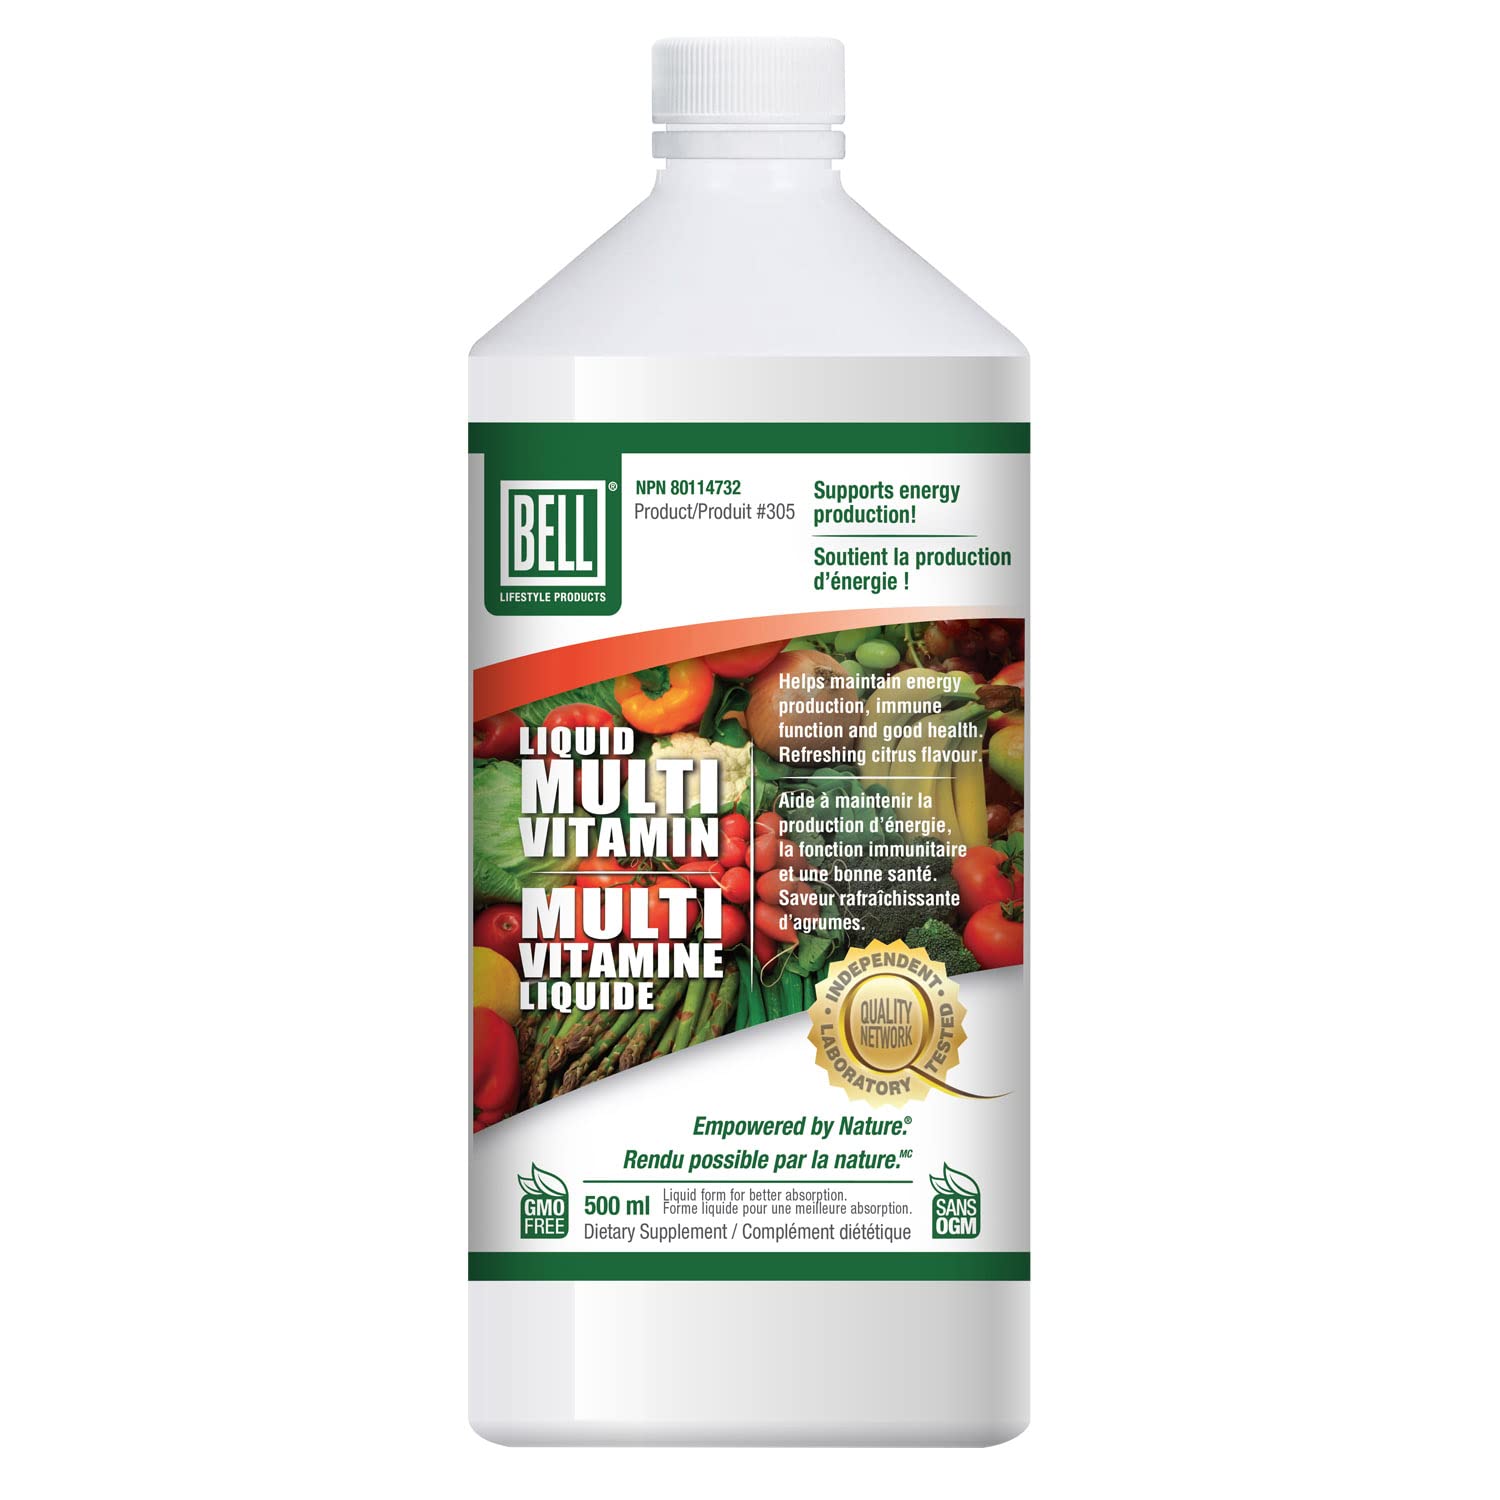 BELL®
LIFESTYLE PRODUCTS
NPN 80114732
Product/Produit #305
Supports energy
production!
Soutient la production
d'énergie !
LIQUID
MULTI
VITAMIN
MULTI
VITAMINE
LIQUIDE
Helps maintain energy
production, immune
function and good health.
Refreshing citrus flavour.
Aide à maintenir la
production d'énergie,
la fonction immunitaire
et une bonne santé.
Saveur rafraîchissante
d'agrumes.
INDEPENDENT
LABORATORY TESTED
QUALITY
NETWORK
Empowered by Nature.®
Rendu possible par la nature.MC
GMO
FREE
500 ml
Liquid form for better absorption.
Forme liquide pour une meilleure absorption.
Dietary Supplement / Complément diététique
SANS
OGM